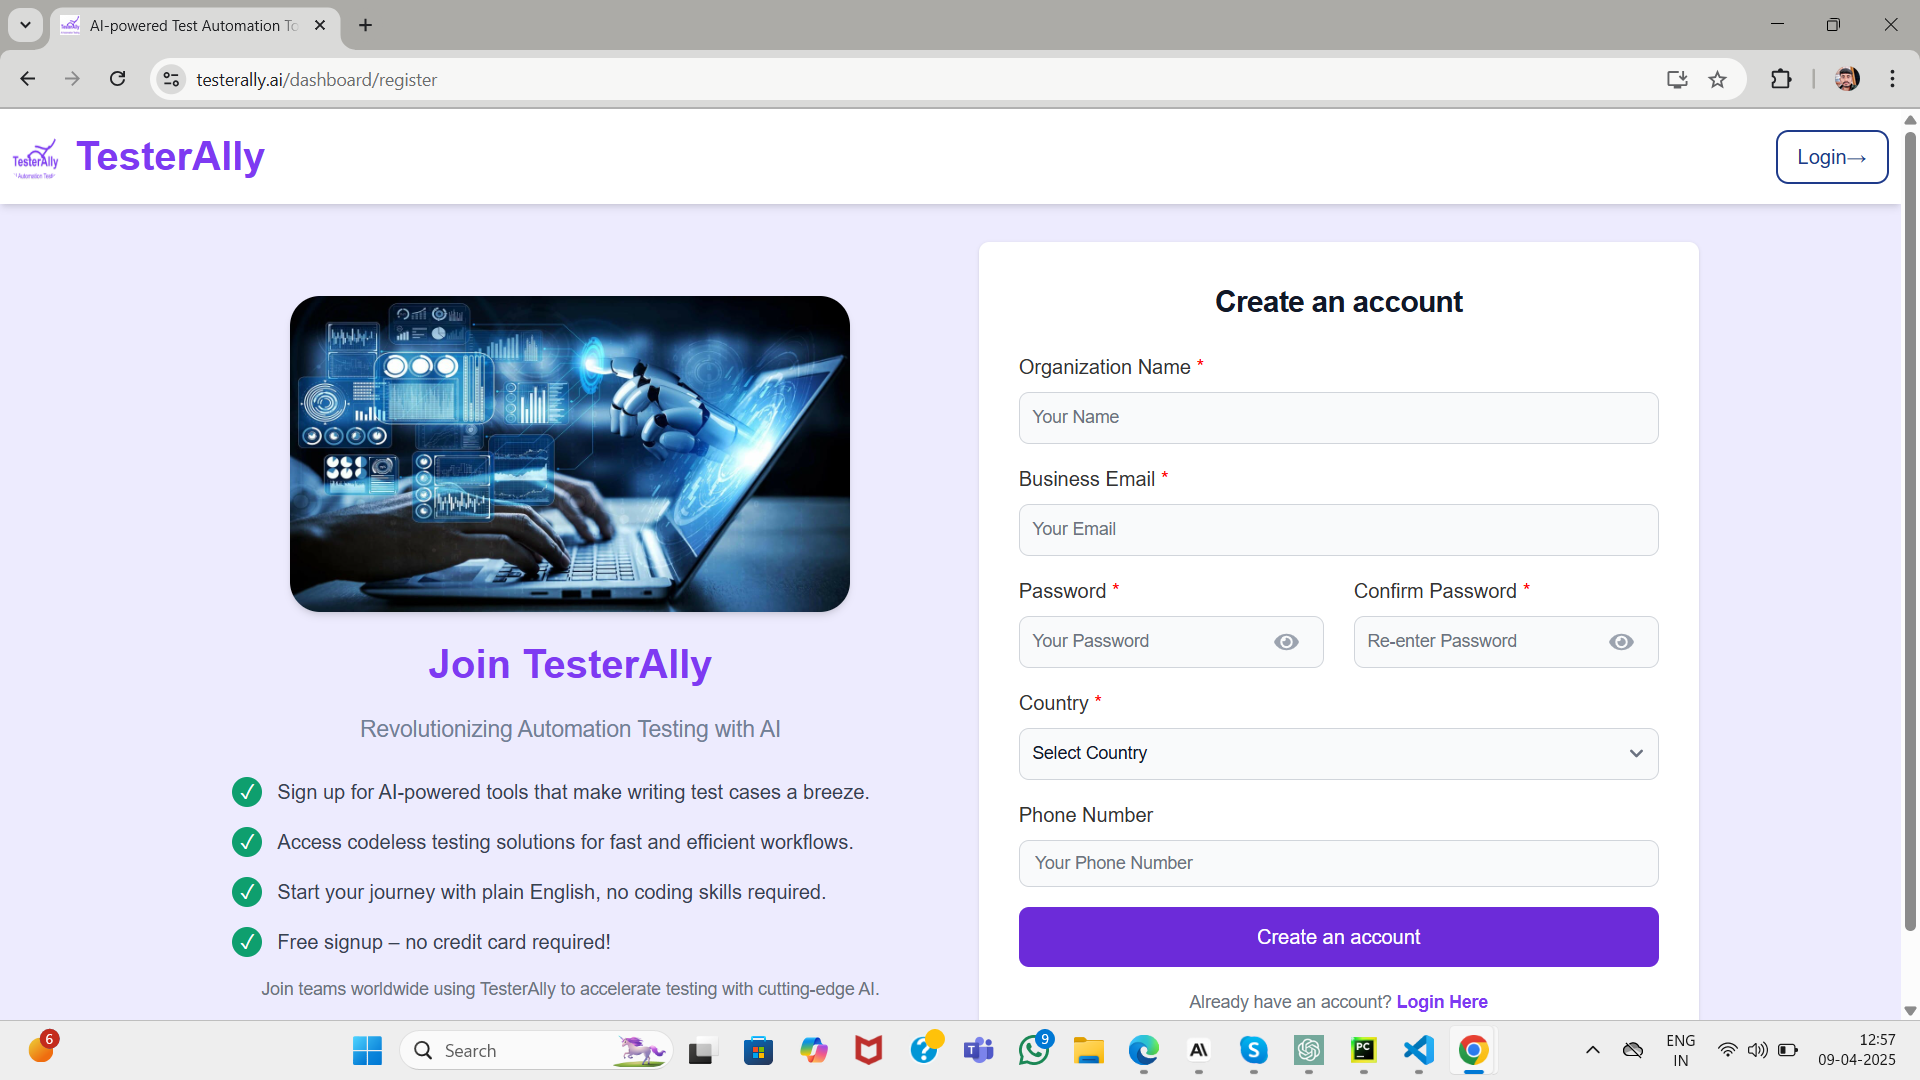 AI-powered Test Automation To
testerally.ai/dashboard/register
TesterAlly
TesterAlly
Login→
Create an account
Organization Name *
Your Name
Business Email *
Your Email
Password *
Confirm Password *
Your Password
Re-enter Password
Country *
Select Country
Phone Number
Your Phone Number
Create an account
Already have an account? Login Here
Join TesterAlly
Revolutionizing Automation Testing with AI
Sign up for AI-powered tools that make writing test cases a breeze.
Access codeless testing solutions for fast and efficient workflows.
Start your journey with plain English, no coding skills required.
Free signup – no credit card required!
Join teams worldwide using TesterAlly to accelerate testing with cutting-edge AI.
6
Search
9
PC
ENG
IN
12:57
09-04-2025